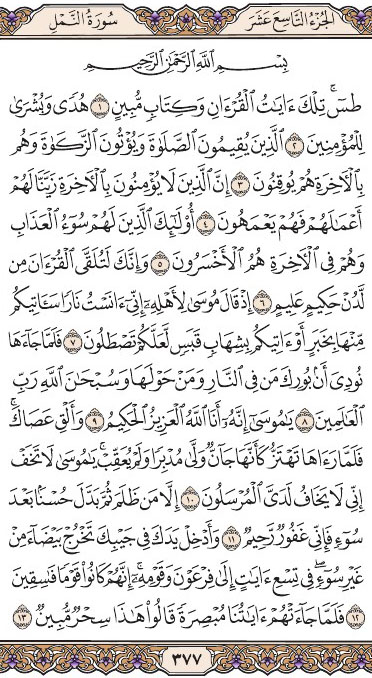 الجُزْءُ التَّاسِعَ عَشَرَ سُورَةُ النَّمْلِ
بِسْمِ اللَّهِ الرَّحْمَٰنِ الرَّحِيمِ
طسٓۚ تِلْكَ ءَايَٰتُ ٱلْقُرْءَانِ وَكِتَابٖ مُّبِينٍ ١ هُدٗى وَبُشْرَىٰ
لِلْمُؤْمِنِينَ ٢ ٱلَّذِينَ يُقِيمُونَ ٱلصَّلَوٰةَ وَيُؤْتُونَ ٱلزَّكَوٰةَ وَهُم
بِٱلْأٓخِرَةِ هُمْ يُوقِنُونَ ٣ إِنَّ ٱلَّذِينَ لَا يُؤْمِنُونَ بِٱلْأٓخِرَةِ زَيَّنَّا لَهُمْ
أَعْمَٰلَهُمْ فَهُمْ يَعْمَهُونَ ٤ أُوْلَٰٓئِكَ ٱلَّذِينَ لَهُمْ سُوٓءُ ٱلْعَذَابِ
وَهُمْ فِي ٱلْأٓخِرَةِ هُمُ ٱلْأَخْسَرُونَ ٥ وَإِنَّكَ لَتُلَقَّى ٱلْقُرْءَانَ مِن
لَّدُنْ حَكِيمٍ عَلِيمٍ ٦ إِذْ قَالَ مُوسَىٰ لِأَهْلِهِۦٓ إِنِّيٓ ءَانَسْتُ نَارٗا سَـَٔاتِيكُم
مِّنْهَا بِخَبَرٍ أَوْ ءَاتِيكُم بِشِهَابٖ قَبَسٖ لَّعَلَّكُمْ تَصْطَلُونَ ٧ فَلَمَّا جَآءَهَا
نُودِيَ أَنۢ بُورِكَ مَن فِي ٱلنَّارِ وَمَنْ حَوْلَهَا وَسُبْحَٰنَ ٱللَّهِ رَبِّ
ٱلْعَٰلَمِينَ ٨ يَٰمُوسَىٰٓ إِنَّهُۥٓ أَنَا ٱللَّهُ ٱلْعَزِيزُ ٱلْحَكِيمُ ٩ وَأَلْقِ عَصَاكَۚ
فَلَمَّا رَءَاهَا تَهْتَزُّ كَأَنَّهَا جَآنّٞ وَلَّىٰ مُدْبِرٗا وَلَمْ يُعَقِّبْۚ يَٰمُوسَىٰ لَا تَخَفْ
إِنِّي لَا يَخَافُ لَدَيَّ ٱلْمُرْسَلُونَ ١٠ إِلَّا مَن ظَلَمَ ثُمَّ بَدَّلَ حُسْنَۢا بَعْدَ
سُوٓءٖ فَإِنِّي غَفُورٞ رَّحِيمٞ ١١ وَأَدْخِلْ يَدَكَ فِي جَيْبِكَ تَخْرُجْ بَيْضَآءَ مِنْ
غَيْرِ سُوٓءٖۖ فِي تِسْعِ ءَايَٰتٍ إِلَىٰ فِرْعَوْنَ وَقَوْمِهِۦٓۚ إِنَّهُمْ كَانُواْ قَوْمٗا فَٰسِقِينَ
١٢ فَلَمَّا جَآءَتْهُمْ ءَايَٰتُنَا مُبْصِرَةٗ قَالُواْ هَٰذَا سِحْرٞ مُّبِينٞ ١٣
٣٧٧